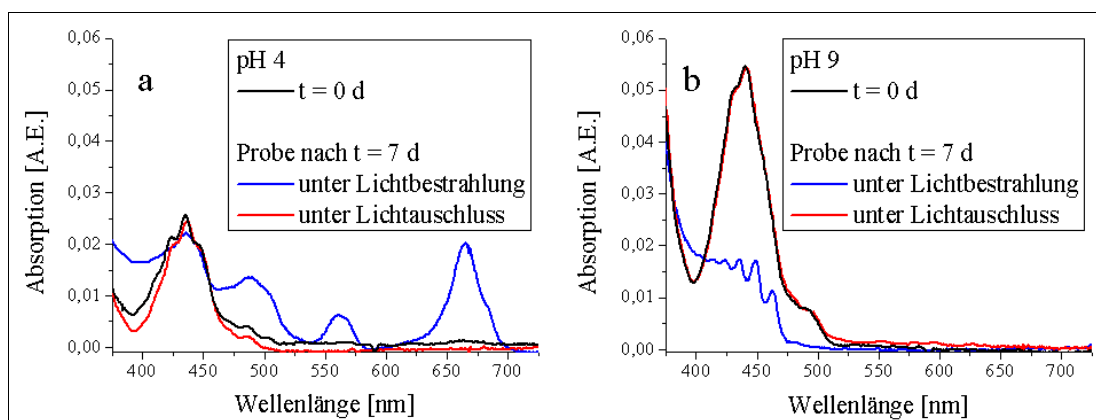 0,06
0,05
0,04
0,03
0,02
0,01
0,00
Absorption [A.E.]
a
pH 4
t = 0 d
Probe nach t = 7 d
unter Lichtbestrahlung
unter Lichtauschluss
400 450 500 550 600 650 700
Wellenlänge [nm]
0,06
0,05
0,04
0,03
0,02
0,01
0,00
Absorption [A.E.]
b
pH 9
t = 0 d
Probe nach t = 7 d
unter Lichtbestrahlung
unter Lichtauschluss
400 450 500 550 600 650 700
Wellenlänge [nm]